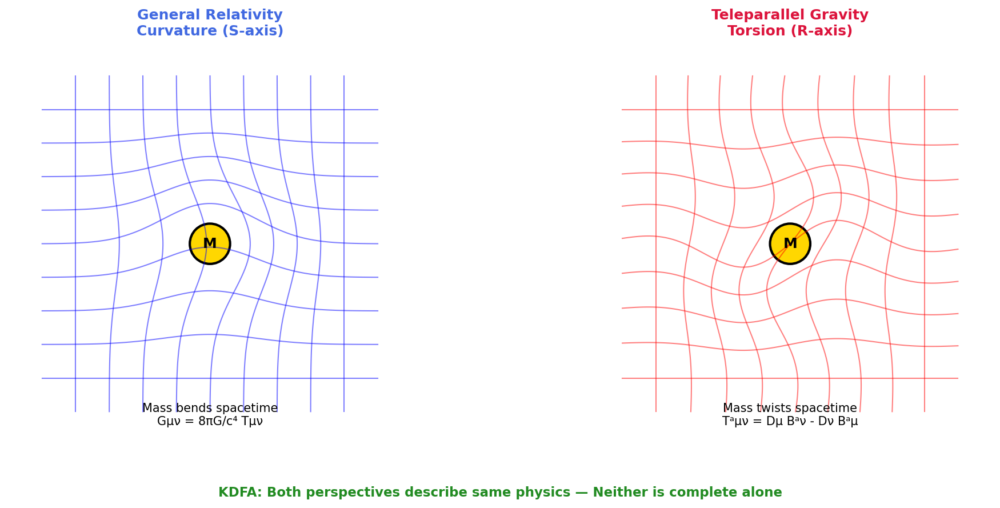 General Relativity
Curvature (S-axis)
Teleparallel Gravity
Torsion (R-axis)
M
M
Mass bends spacetime
Gμν = 8πG/c⁴ Tμν
Mass twists spacetime
Tᵃμν = Dμ Bᵃν - Dν Bᵃμ
KDFA: Both perspectives describe same physics — Neither is complete alone